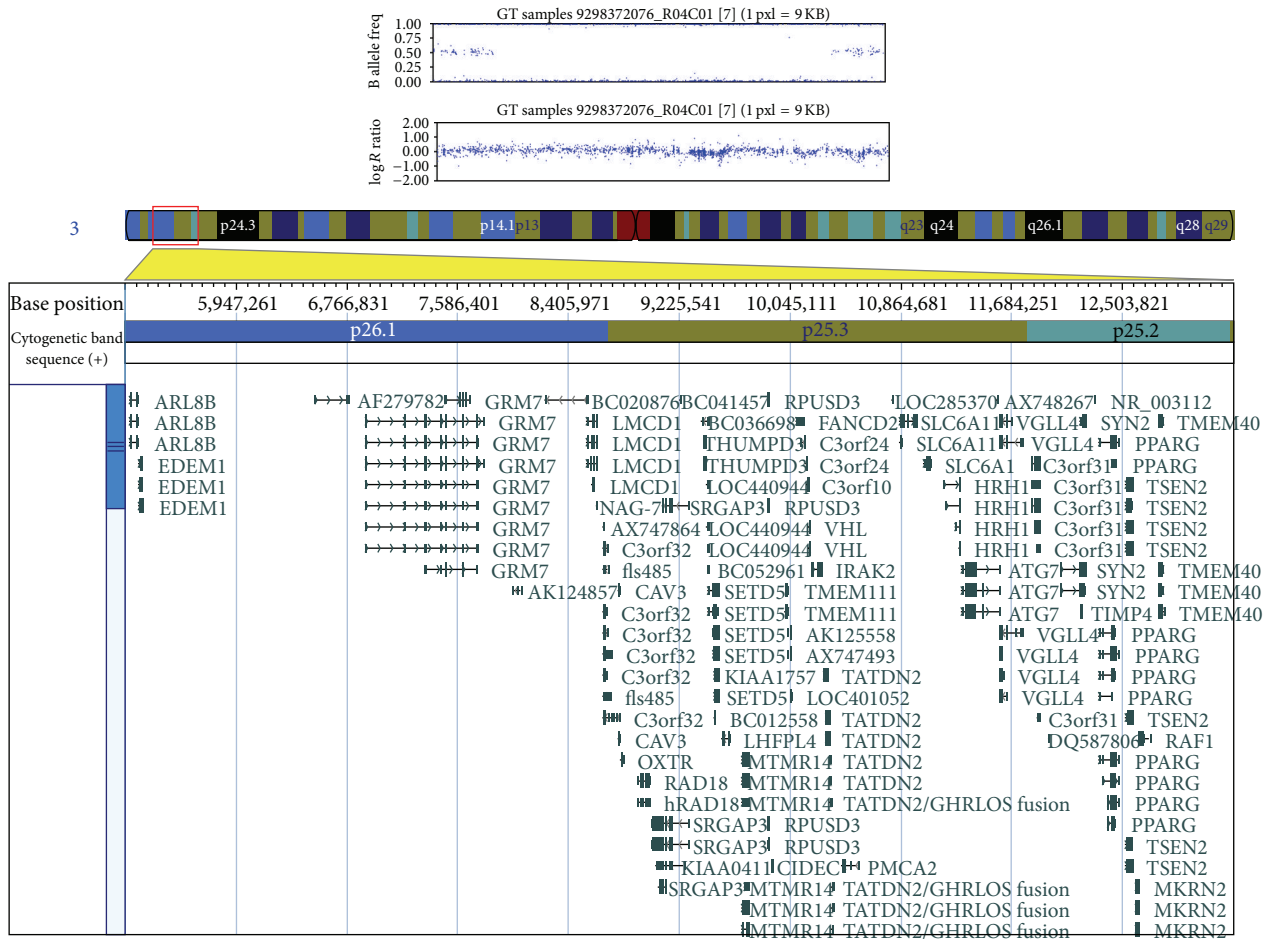 GT samples 9298372076_R04C01 [7] (1 pxl = 9 KB)
B allele freq
1.00
0.75
0.50
0.25
0.00
GT samples 9298372076_R04C01 [7] (1 pxl = 9 KB)
log R ratio
2.00
1.00
0.00
−1.00
−2.00
3 p24.3 p14.1 p13 q23 q24 q26.1 q28 q29
Base position 5,947,261 6,766,831 7,586,401 8,405,971 9,225,541 10,045,111 10,864,681 11,684,251 12,503,821
Cytogenetic band p26.1 p25.3 p25.2
sequence (+)
ARL8B AF279782 GRM7 BC020876 BC041457 RPUSD3 LOC285370 AX748267 NR_003112
ARL8B GRM7 LMCD1 BC036698 FANCD2 SLC6A11 VGLL4 SYN2 TMEM40
ARL8B GRM7 LMCD1 THUMPD3 C3orf24 SLC6A11 VGLL4 PPARG
EDEM1 GRM7 LMCD1 THUMPD3 C3orf24 SLC6A1 C3orf31 PPARG
EDEM1 GRM7 LMCD1 LOC440944 C3orf10 HRH1 C3orf31 TSEN2
EDEM1 GRM7 NAG-7 SRGAP3 RPUSD3 HRH1 C3orf31 TSEN2
GRM7 AX747864 LOC440944 VHL HRH1 C3orf31 TSEN2
GRM7 C3orf32 LOC440944 VHL HRH1 C3orf31 TSEN2
GRM7 fls485 BC052961 IRAK2 ATG7 SYN2 TMEM40
AK124857 CAV3 SETD5 TMEM111 ATG7 SYN2 TMEM40
C3orf32 SETD5 TMEM111 ATG7 TIMP4 TMEM40
C3orf32 SETD5 AK125558 VGLL4 PPARG
C3orf32 SETD5 AX747493 VGLL4 PPARG
C3orf32 KIAA1757 TATDN2 VGLL4 PPARG
fls485 SETD5 LOC401052 VGLL4 PPARG
C3orf32 BC012558 TATDN2 C3orf31 TSEN2
CAV3 LHFPL4 TATDN2 DQ587806 RAF1
OXTR MTMR14 TATDN2 PPARG
RAD18 MTMR14 TATDN2 PPARG
hRAD18 MTMR14 TATDN2/GHRLOS fusion PPARG
SRGAP3 RPUSD3 PPARG
SRGAP3 RPUSD3 TSEN2
KIAA0411 CIDEC PMCA2 TSEN2
SRGAP3 MTMR14 TATDN2/GHRLOS fusion MKRN2
MTMR14 TATDN2/GHRLOS fusion MKRN2
MTMR14 TATDN2/GHRLOS fusion MKRN2